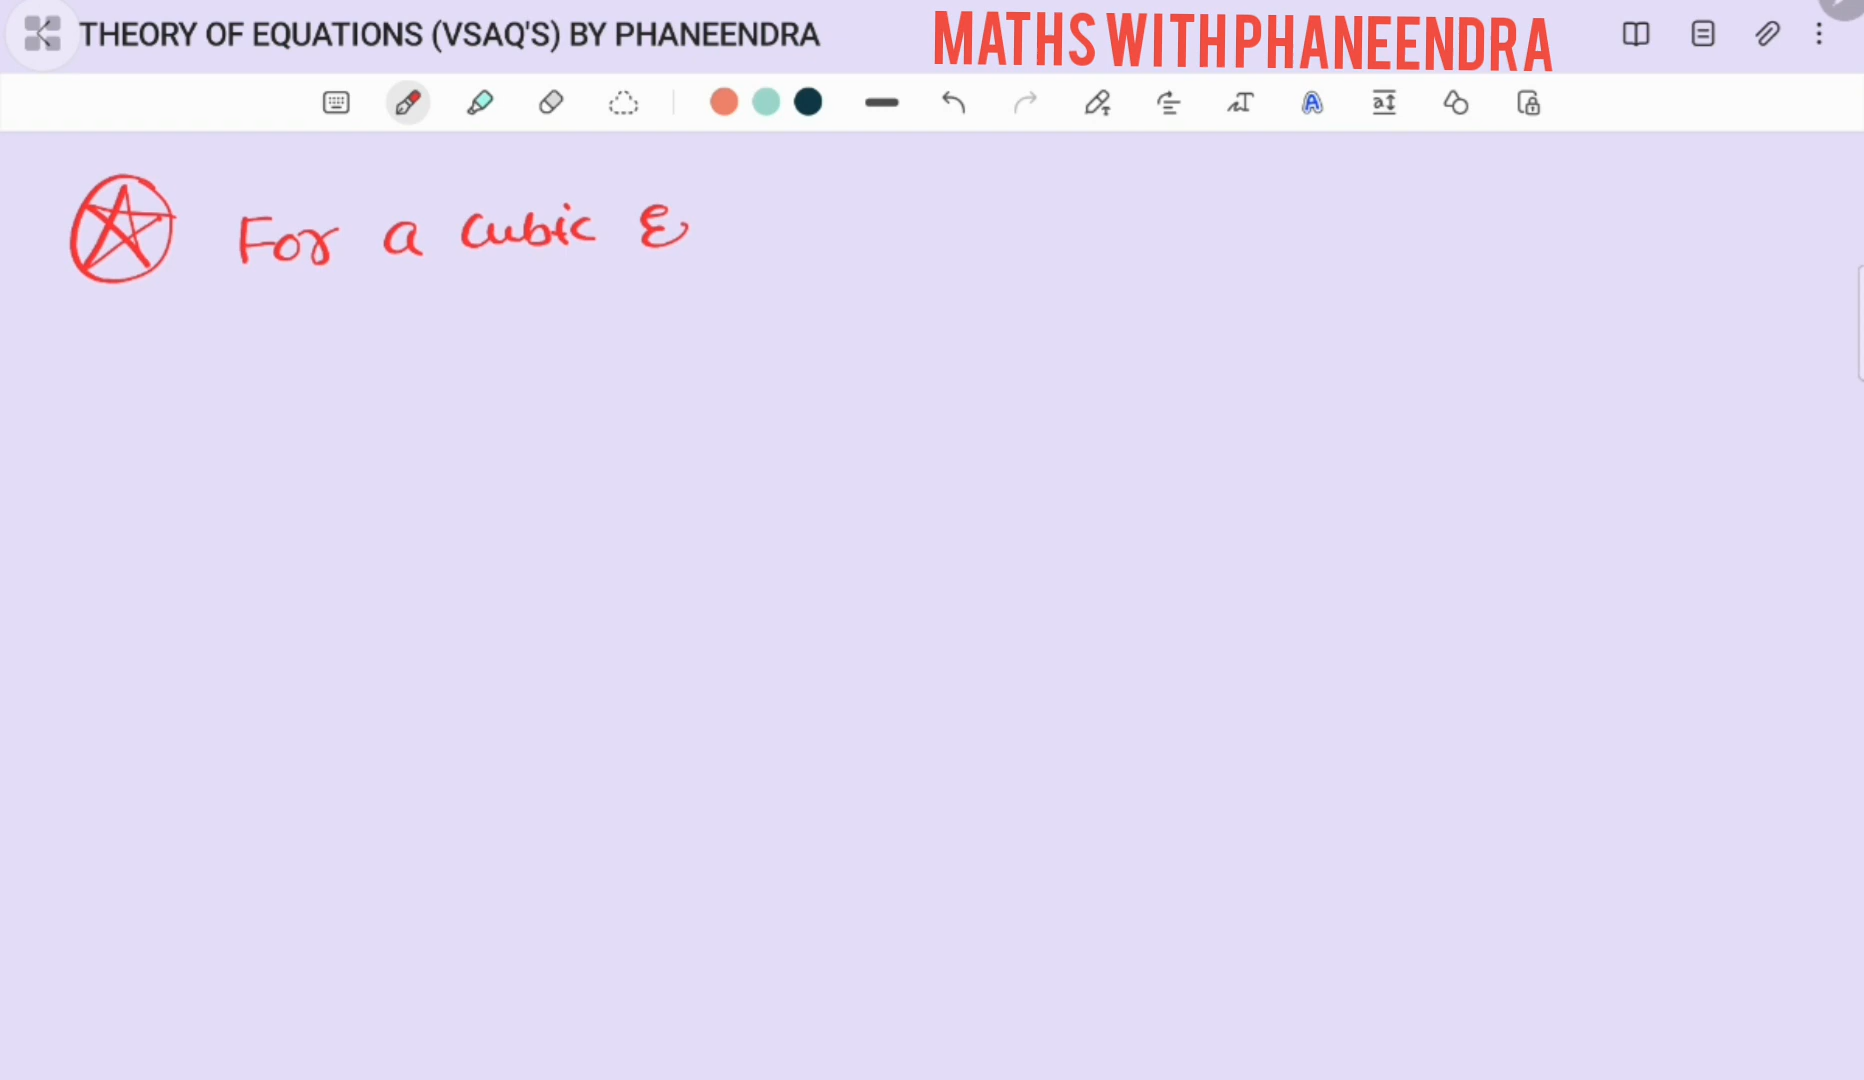 THEORY OF EQUATIONS (VSAQ'S) BY PHANEENDRA
MATHS WITH PHANEENDRA
For a cubic E